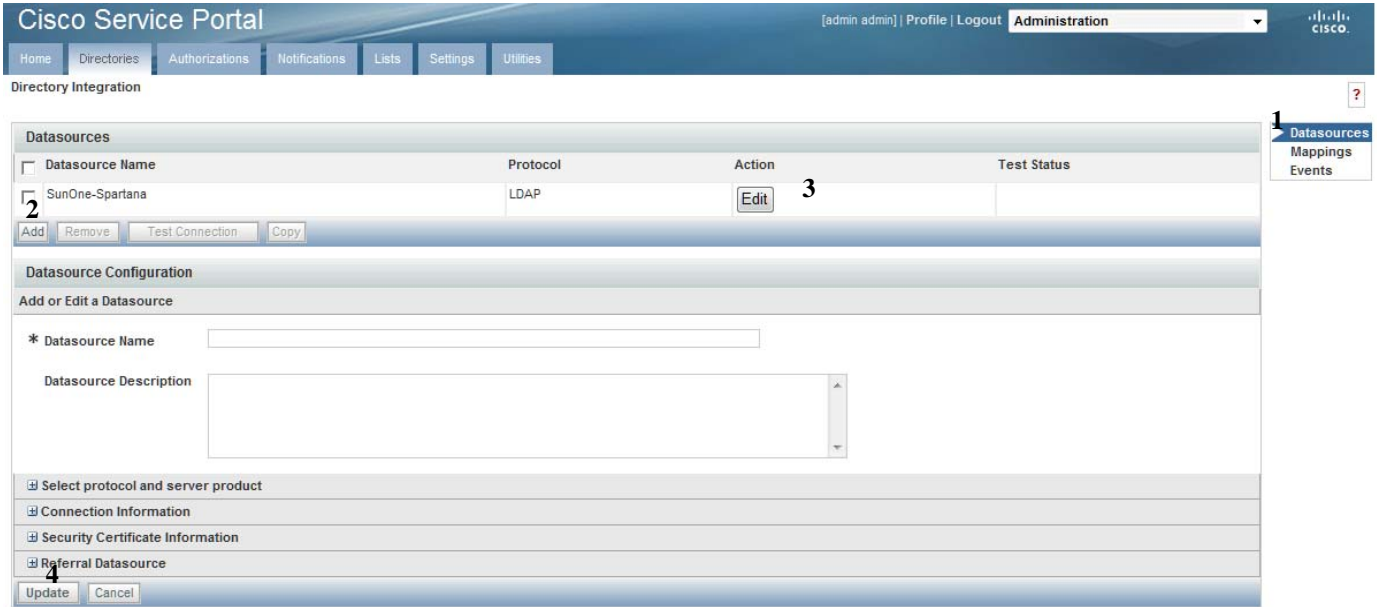 Cisco Service Portal
[admin admin] | Profile | Logout Administration
CISCO.
Home Directories Authorizations Notifications Lists Settings Utilities
Directory Integration
?
1
Datasources
Mappings
Events
Datasources
Datasource Name Protocol Action Test Status
SunOne-Spartana LDAP Edit 3
2
Add Remove Test Connection Copy
Datasource Configuration
Add or Edit a Datasource
* Datasource Name
Datasource Description
Select protocol and server product
Connection Information
Security Certificate Information
Referral Datasource
4
Update Cancel